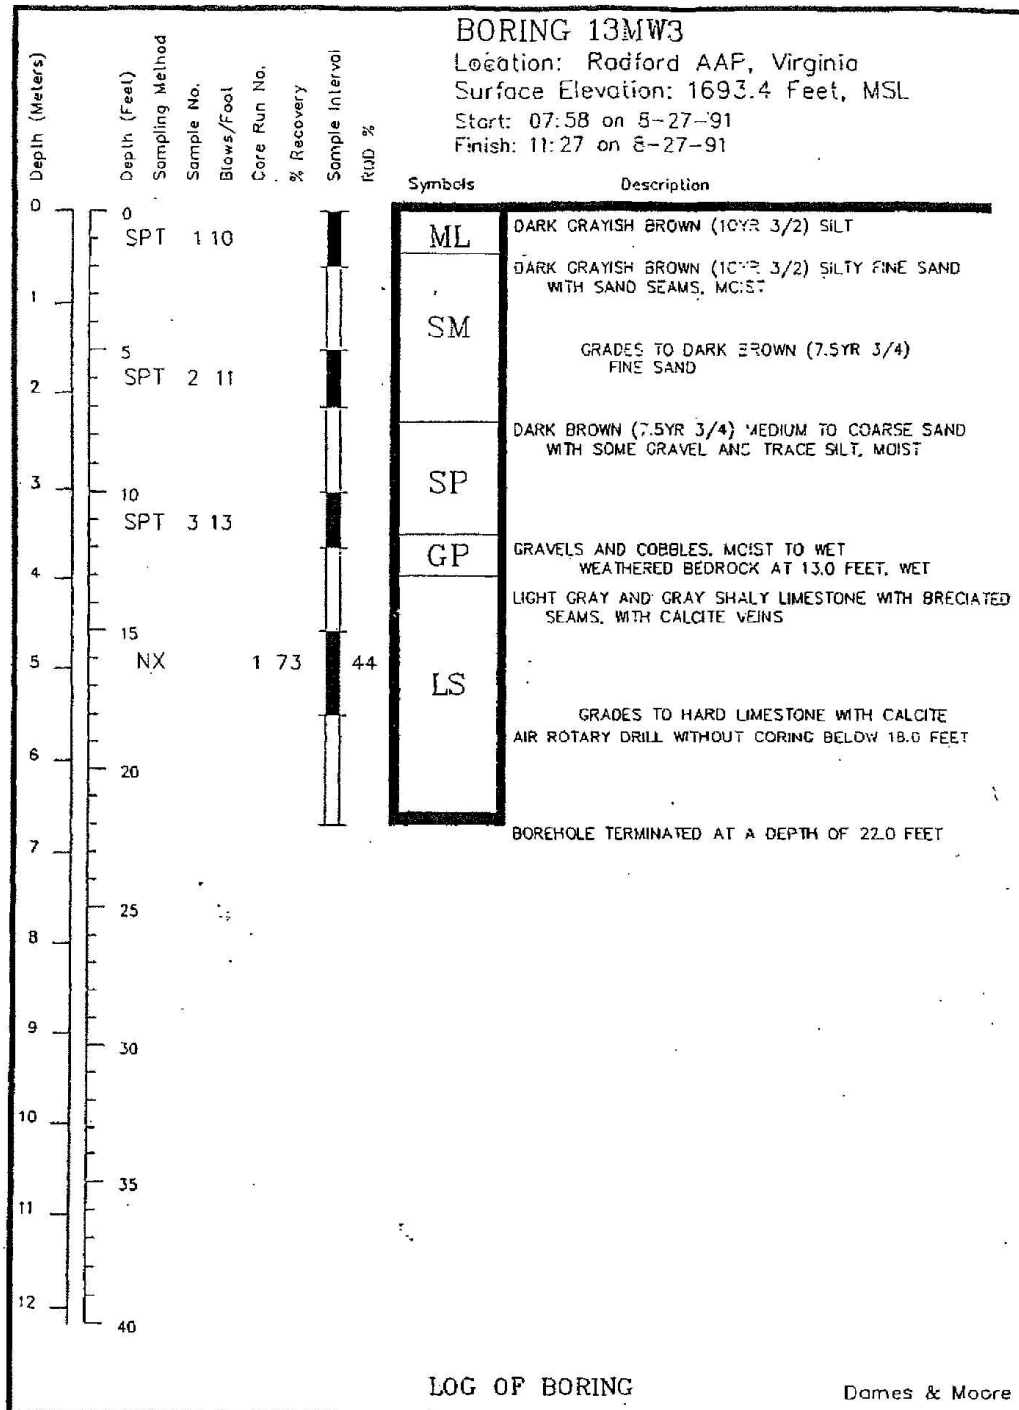 BORING 13MW3
Location: Radford AAP, Virginia
Surface Elevation: 1693.4 Feet, MSL
Start: 07:58 on 8-27-91
Finish: 11:27 on 8-27-91
Depth (Meters)
Depth (Feet)
Sampling Method
Sample No.
Blows/Foot
Core Run No.
% Recovery
Sample Interval
RQD %
Symbols Description
0 0
SPT 1 10 ML DARK GRAYISH BROWN (10YR 3/2) SILT
DARK GRAYISH BROWN (10YR 3/2) SILTY FINE SAND
WITH SAND SEAMS, MOIST
1
SM
5 GRADES TO DARK BROWN (7.5YR 3/4)
FINE SAND
SPT 2 11
2
DARK BROWN (7.5YR 3/4) MEDIUM TO COARSE SAND
WITH SOME GRAVEL AND TRACE SILT, MOIST
3 SP
10
SPT 3 13
GP GRAVELS AND COBBLES, MOIST TO WET
WEATHERED BEDROCK AT 13.0 FEET, WET
4
LIGHT GRAY AND GRAY SHALY LIMESTONE WITH BRECIATED
SEAMS, WITH CALCITE VEINS
15
5 NX 1 73 44
LS
GRADES TO HARD LIMESTONE WITH CALCITE
AIR ROTARY DRILL WITHOUT CORING BELOW 18.0 FEET
6
20
BOREHOLE TERMINATED AT A DEPTH OF 22.0 FEET
7
25
8
9
30
10
35
11
12
40
LOG OF BORING
Dames & Moore